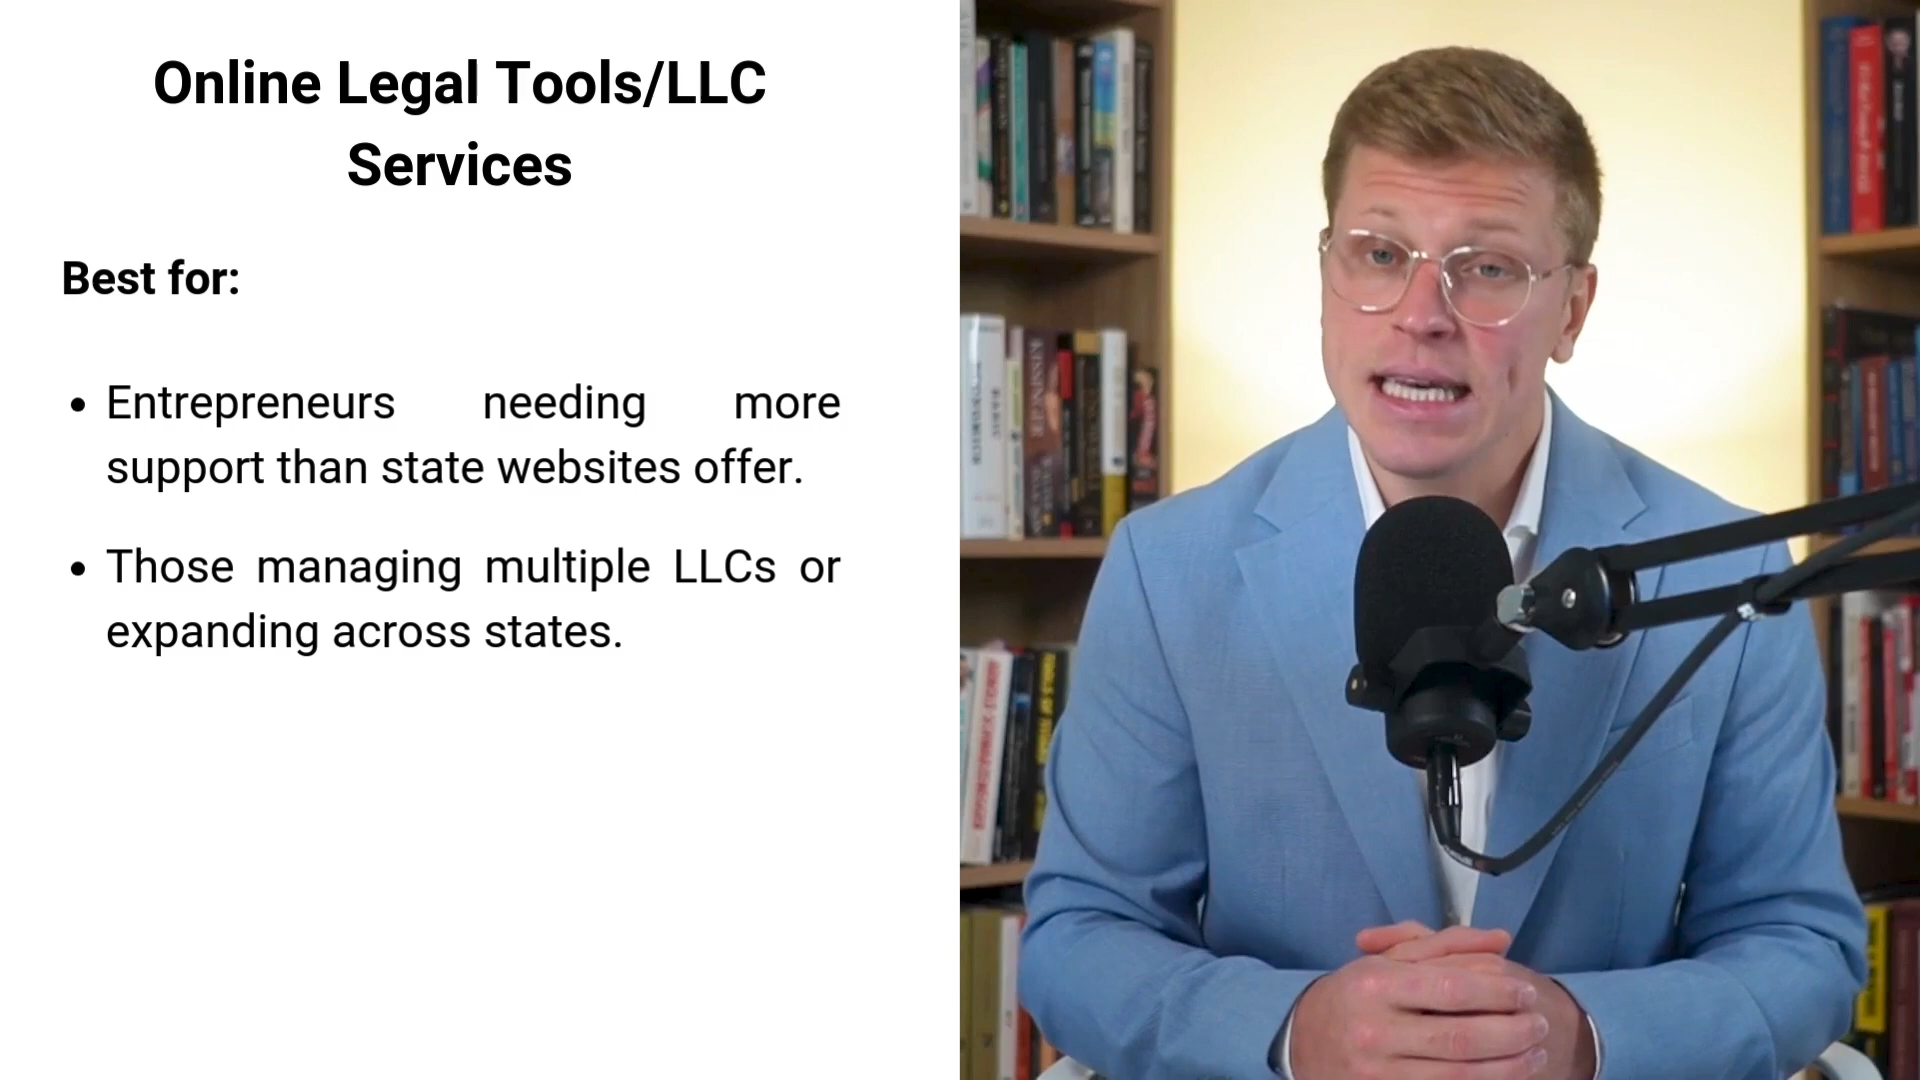 Online Legal Tools/LLC
Services
Best for:
• Entrepreneurs needing more
support than state websites offer.
• Those managing multiple LLCs or
expanding across states.
KISSINGER